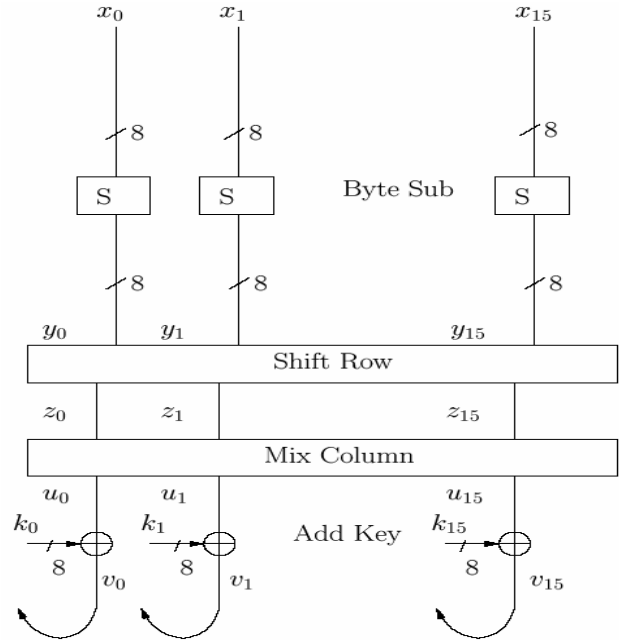 x₀ x₁ x₁₅
8 8 8
S S Byte Sub S
8 8 8
y₀ y₁ y₁₅
Shift Row
z₀ z₁ z₁₅
Mix Column
u₀ u₁ u₁₅
k₀ k₁ Add Key k₁₅
8 8 8
v₀ v₁ v₁₅